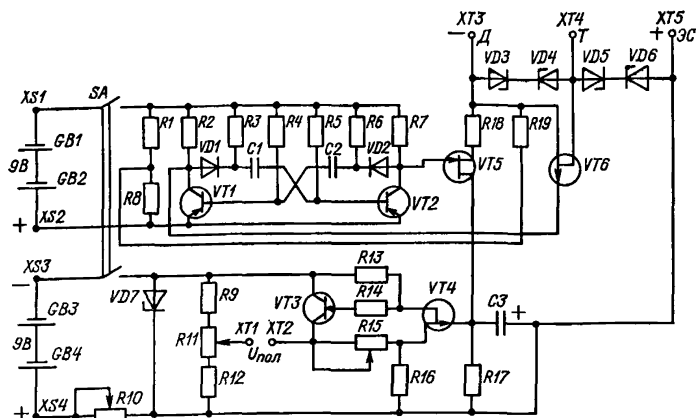 XT3 XT4 XT5
− Д Т + ЭС
VD3 VD4 VD5 VD6
XS1 SA
R1 R2 R3 R4 R5 R6 R7 R18 R19
GB1 VD1 C1 C2 VD2 VT5 VT6
9В
GB2 R8 VT1 VT2
+ XS2
− XS3
R13
VD7 R9 VT3 R14 VT4 C3 +
GB3 R11 XT1 XT2 R15
9В Uпол
GB4 R12 R16 R17
+ XS4 R10